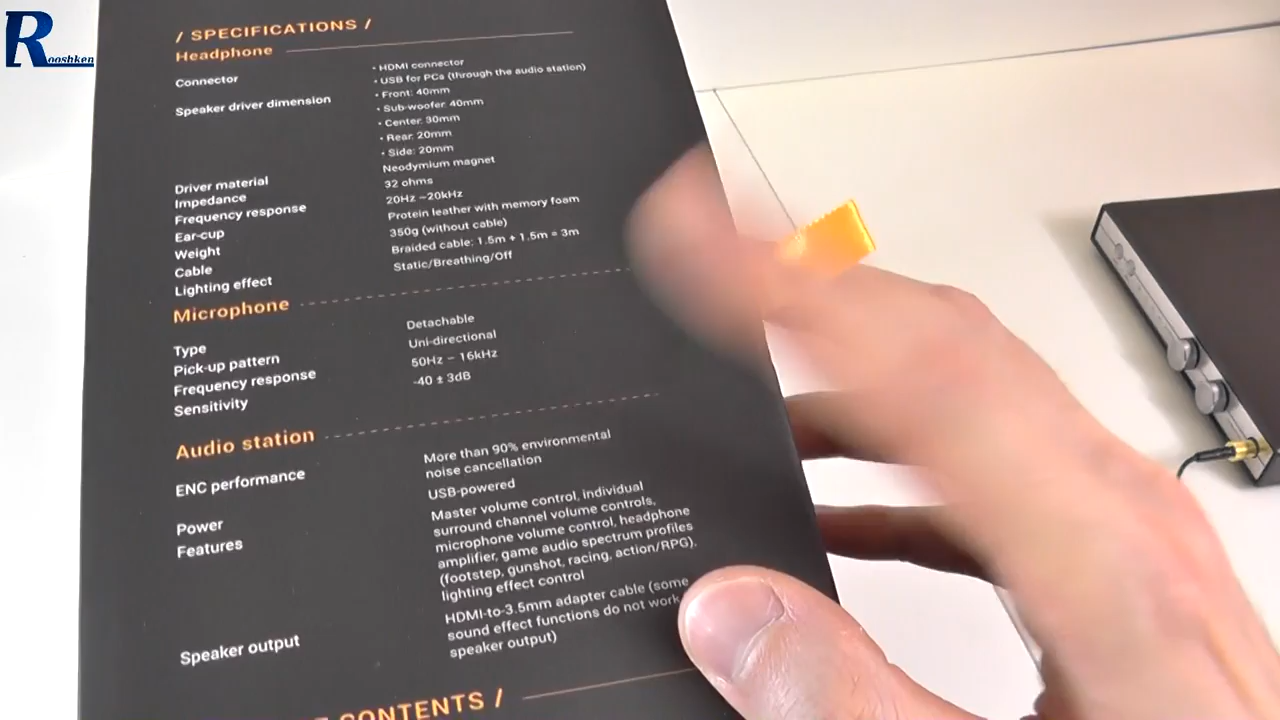 Rooshken
/ SPECIFICATIONS /
Headphone
Connector
• HDMI connector
• USB for PCs (through the audio station)
Speaker driver dimension
• Front: 40mm
• Sub-woofer: 40mm
• Center: 30mm
• Rear: 20mm
• Side: 20mm
Driver material
Neodymium magnet
Impedance
32 ohms
Frequency response
20Hz ~20kHz
Ear-cup
Protein leather with memory foam
Weight
350g (without cable)
Cable
Braided cable: 1.5m + 1.5m = 3m
Lighting effect
Static/Breathing/Off
Microphone
Type
Detachable
Pick-up pattern
Uni-directional
Frequency response
50Hz ~ 16kHz
Sensitivity
-40 ± 3dB
Audio station
ENC performance
More than 90% environmental
noise cancellation
Power
USB-powered
Features
Master volume control, individual
surround channel volume controls,
microphone volume control, headphone
amplifier, game audio spectrum profiles
(footstep, gunshot, racing, action/RPG),
lighting effect control
Speaker output
HDMI-to-3.5mm adapter cable (some
sound effect functions do not work
speaker output)
CONTENTS /